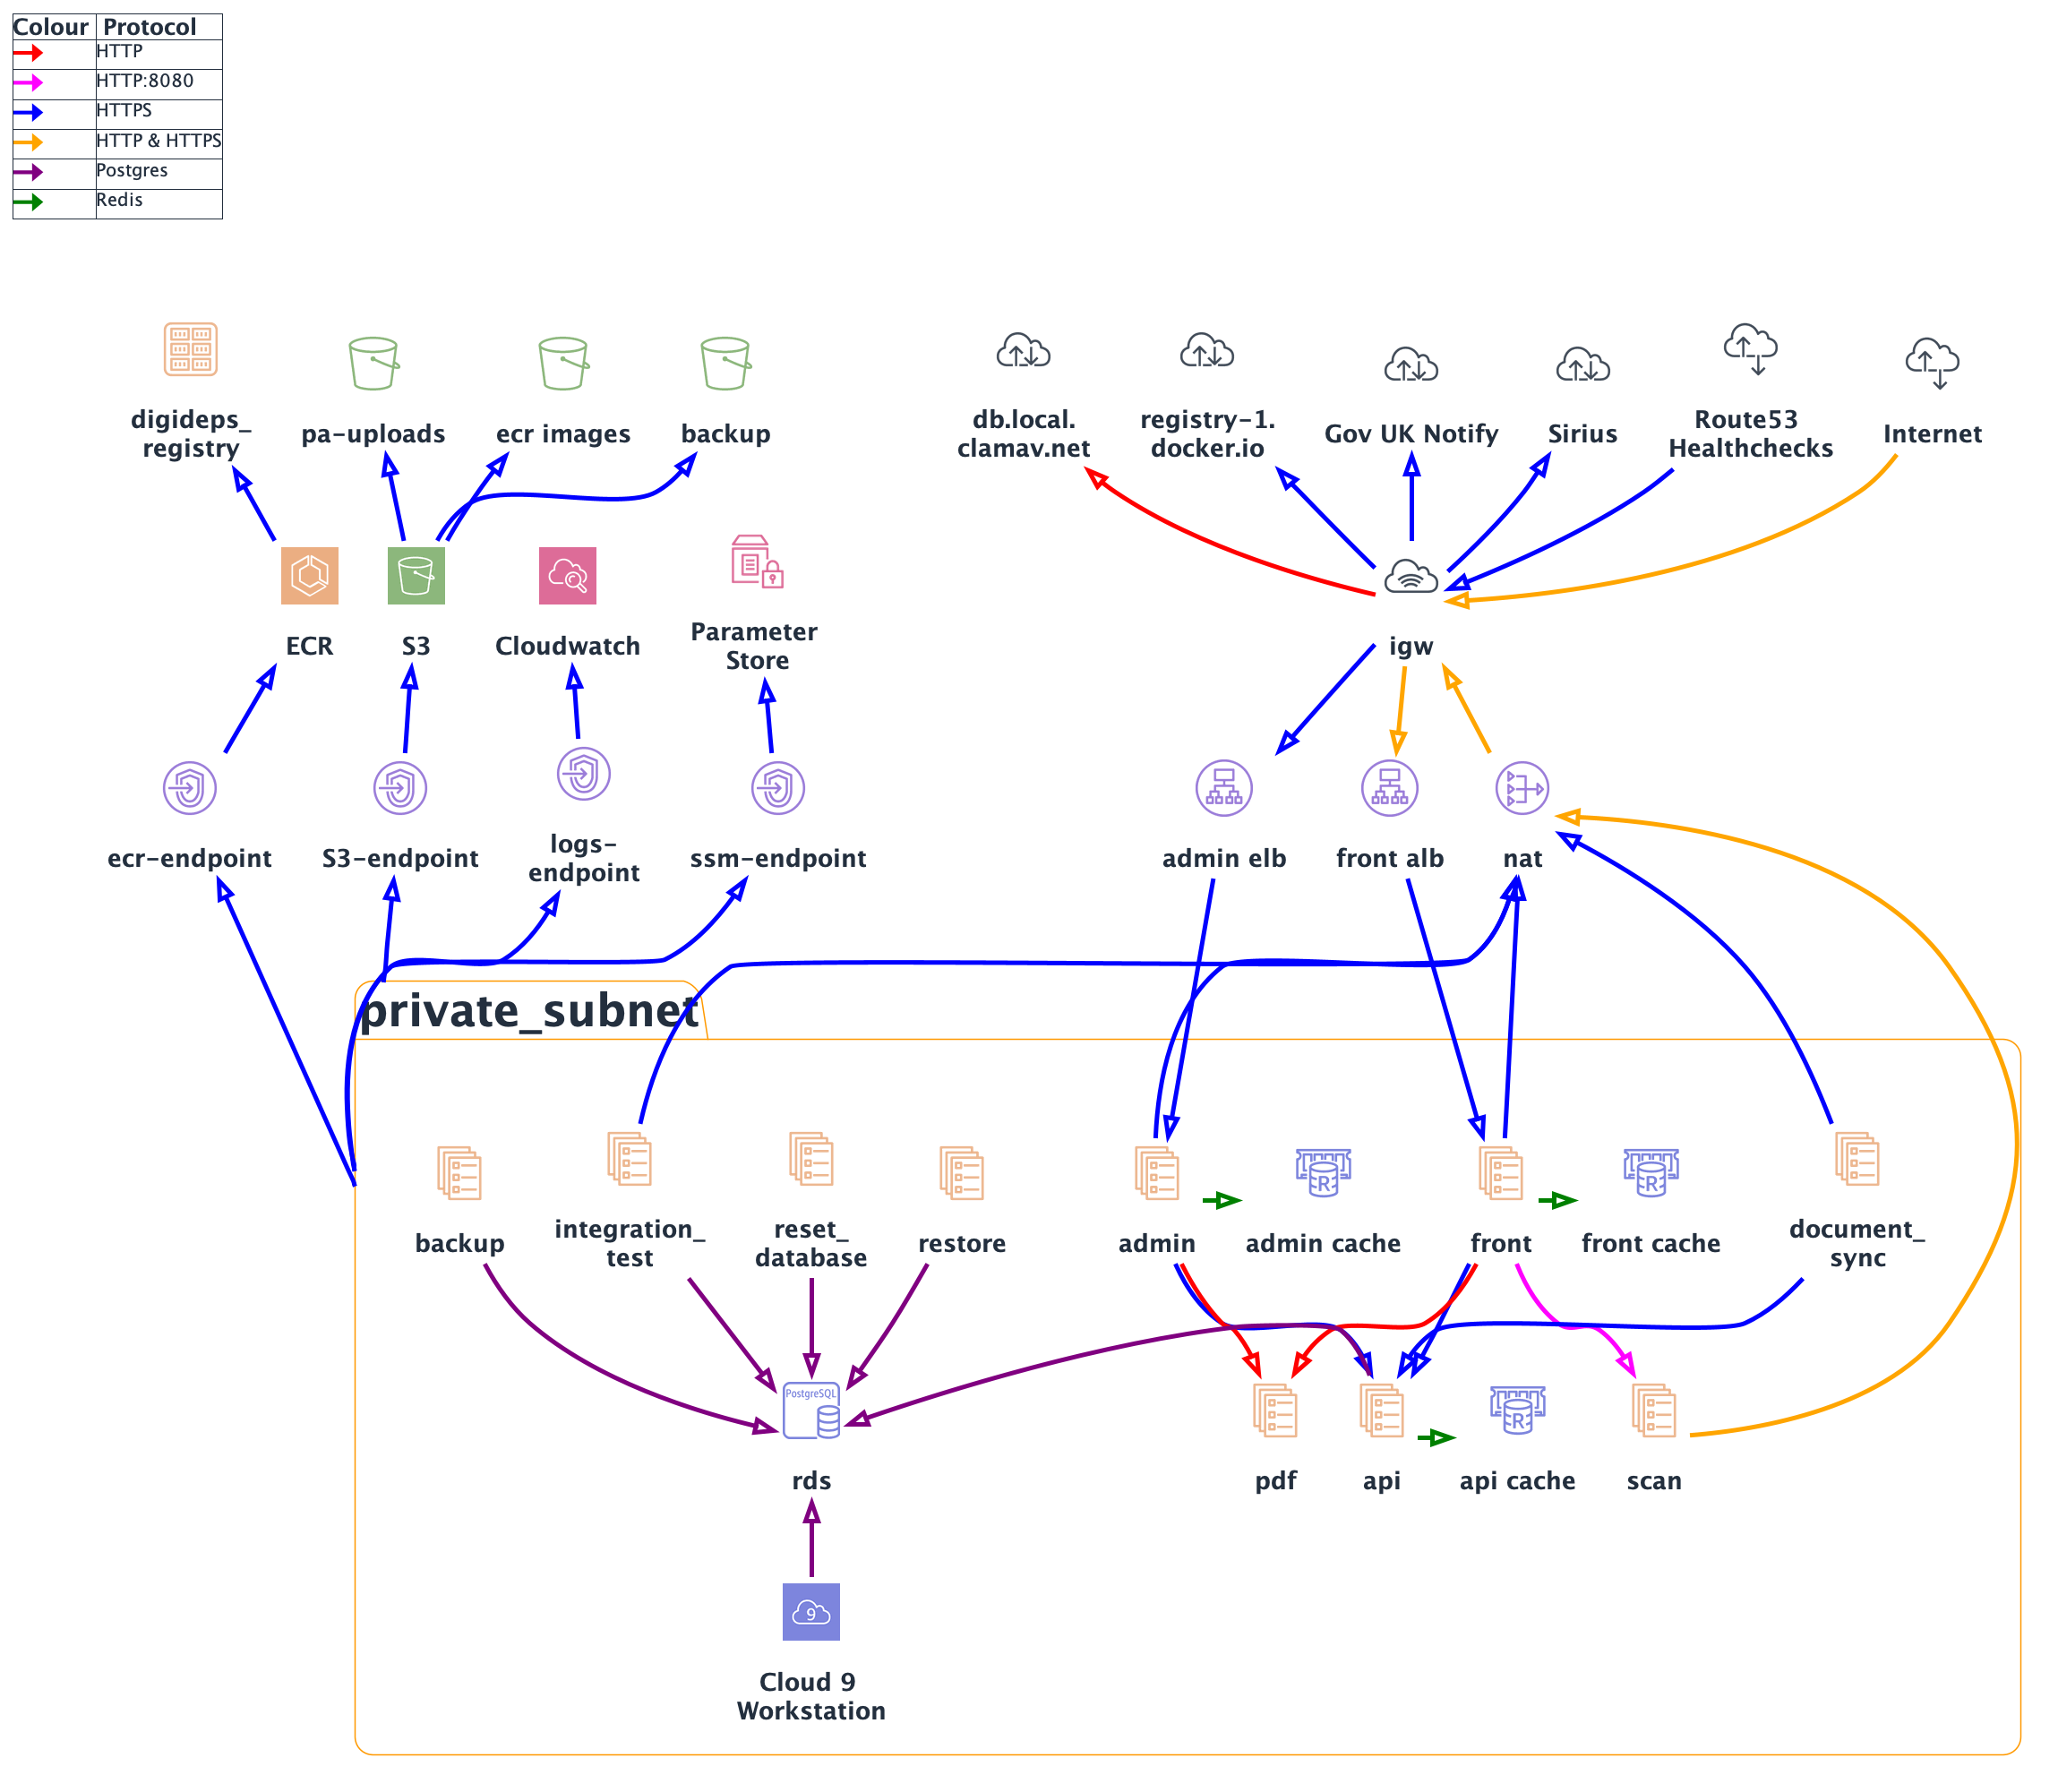 Colour Protocol
HTTP
HTTP:8080
HTTPS
HTTP & HTTPS
Postgres
Redis
digideps_
registry
pa-uploads
ecr images
backup
db.local.
clamav.net
registry-1.
docker.io
Gov UK Notify
Sirius
Route53
Healthchecks
Internet
ECR
S3
Cloudwatch
Parameter
Store
igw
ecr-endpoint
S3-endpoint
logs-
endpoint
ssm-endpoint
admin elb
front alb
nat
private_subnet
backup
integration_
test
reset_
database
restore
admin
R
admin cache
front
R
front cache
document_
sync
PostgreSQL
rds
pdf
api
R
api cache
scan
9
Cloud 9
Workstation